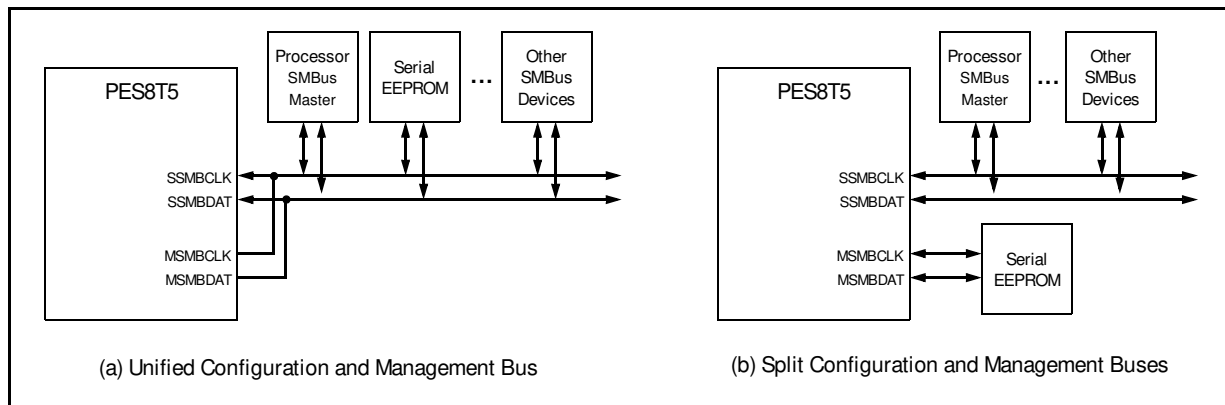 PES8T5
Processor
SMBus
Master
Serial
EEPROM
...
Other
SMBus
Devices
SSMBCLK
SSMBDAT
MSMBCLK
MSMBDAT
(a) Unified Configuration and Management Bus
PES8T5
Processor
SMBus
Master
...
Other
SMBus
Devices
SSMBCLK
SSMBDAT
MSMBCLK
MSMBDAT
Serial
EEPROM
(b) Split Configuration and Management Buses